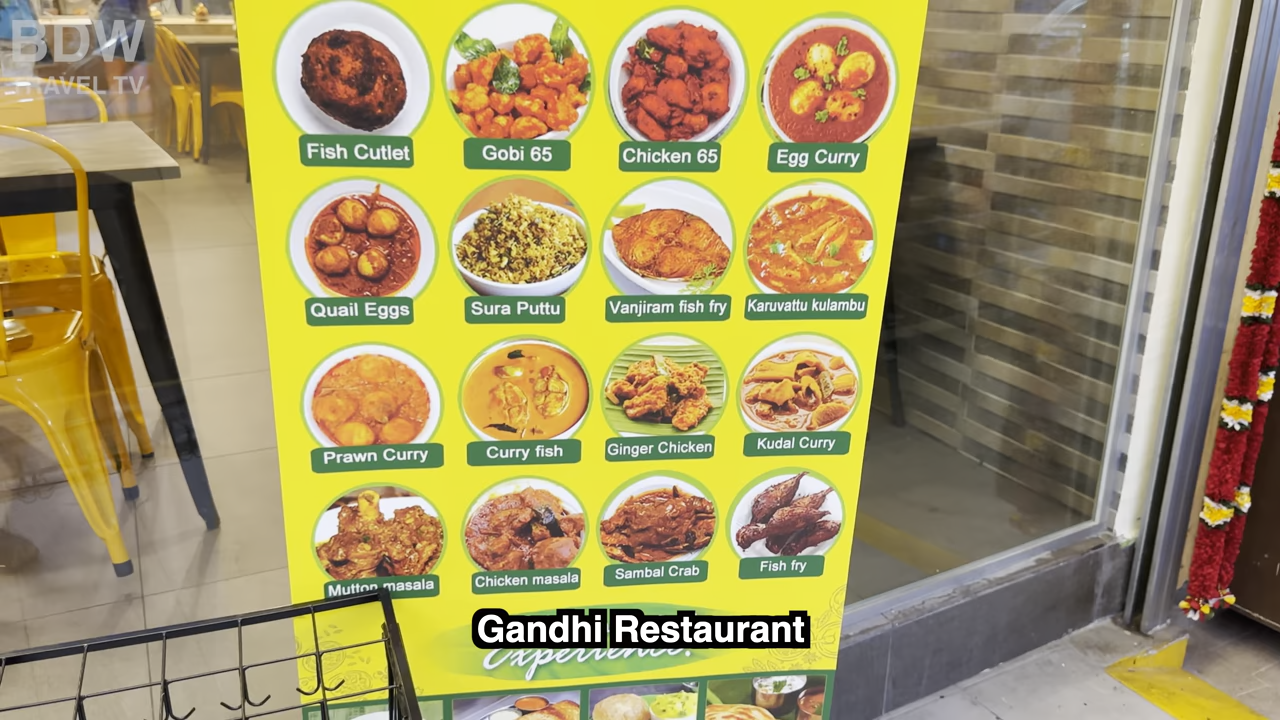 BDW
TRAVEL TV
Fish Cutlet
Gobi 65
Chicken 65
Egg Curry
Quail Eggs
Sura Puttu
Vanjiram fish fry
Karuvattu kulambu
Prawn Curry
Curry fish
Ginger Chicken
Kudal Curry
Mutton masala
Chicken masala
Sambal Crab
Fish fry
Gandhi Restaurant
Experience!